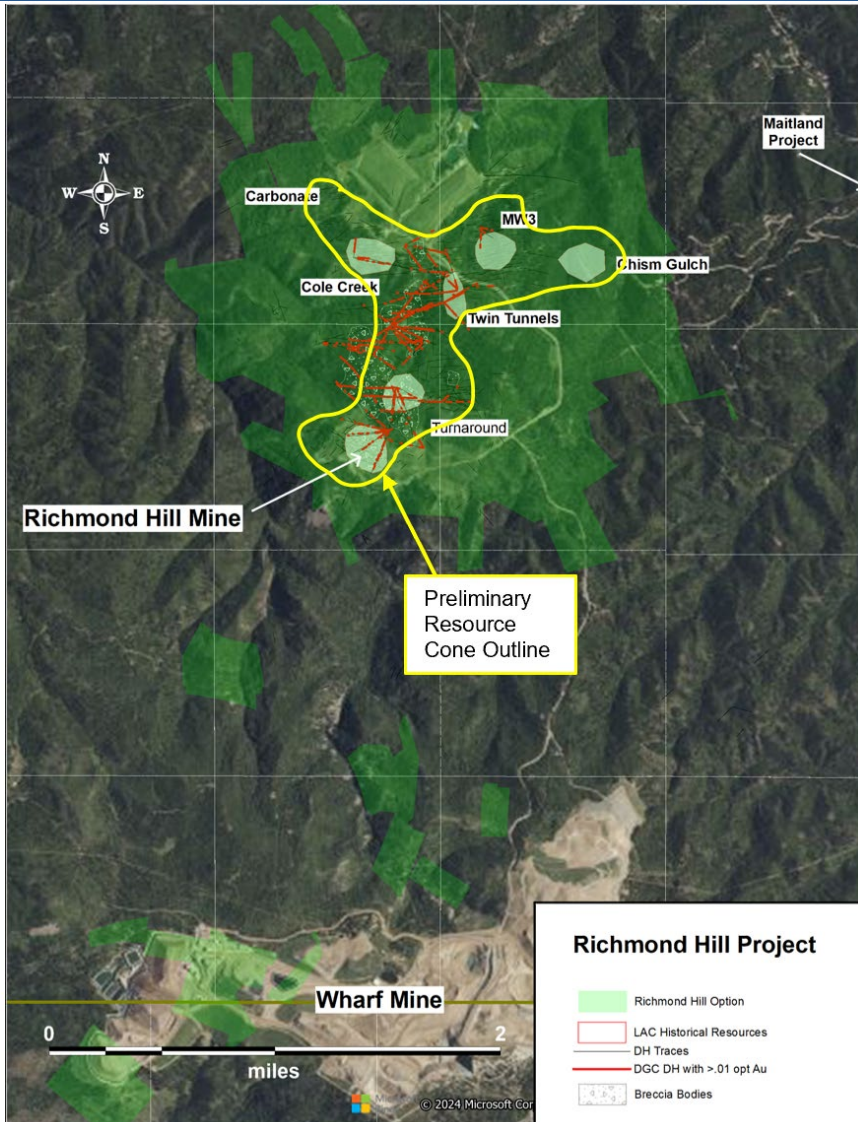 Maitland
Project
N
W
E
S
Carbonate
MW3
Cole Creek
Chism Gulch
Twin Tunnels
Turnaround
Richmond Hill Mine
Preliminary
Resource
Cone Outline
Wharf Mine
0
2
miles
© 2024 Microsoft Cor
Richmond Hill Project
Richmond Hill Option
LAC Historical Resources
DH Traces
DGC DH with >.01 opt Au
Breccia Bodies